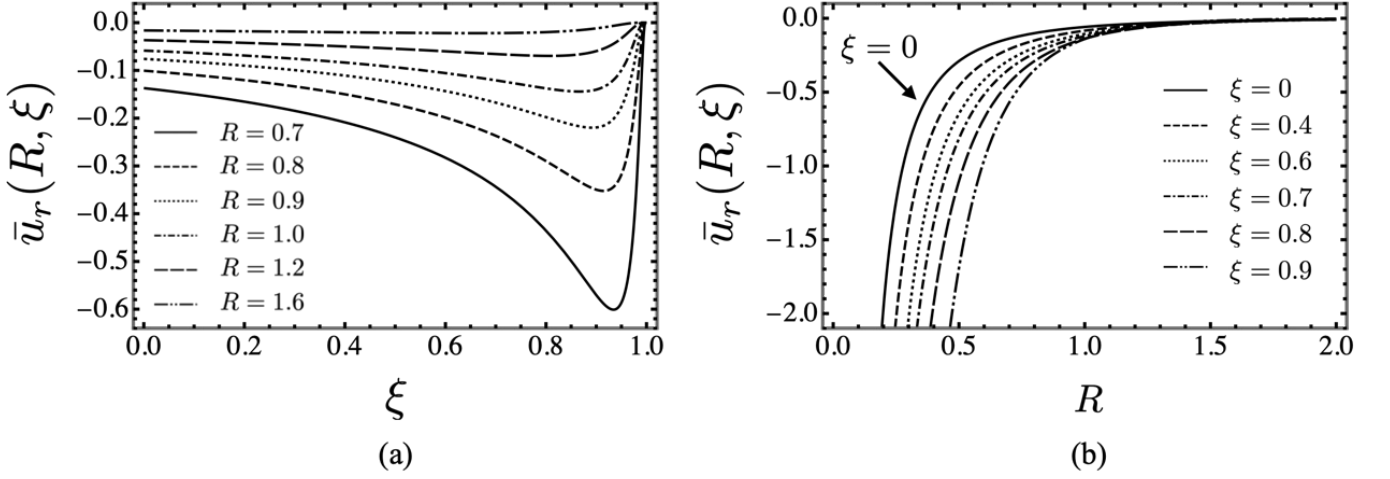 ū_r(R, ξ)
0.0
−0.1
−0.2
−0.3
−0.4
−0.5
−0.6
R = 0.7
R = 0.8
R = 0.9
R = 1.0
R = 1.2
R = 1.6
0.0 0.2 0.4 0.6 0.8 1.0
ξ
(a)
ū_r(R, ξ)
0.0
−0.5
−1.0
−1.5
−2.0
ξ = 0
ξ = 0
ξ = 0.4
ξ = 0.6
ξ = 0.7
ξ = 0.8
ξ = 0.9
0.0 0.5 1.0 1.5 2.0
R
(b)